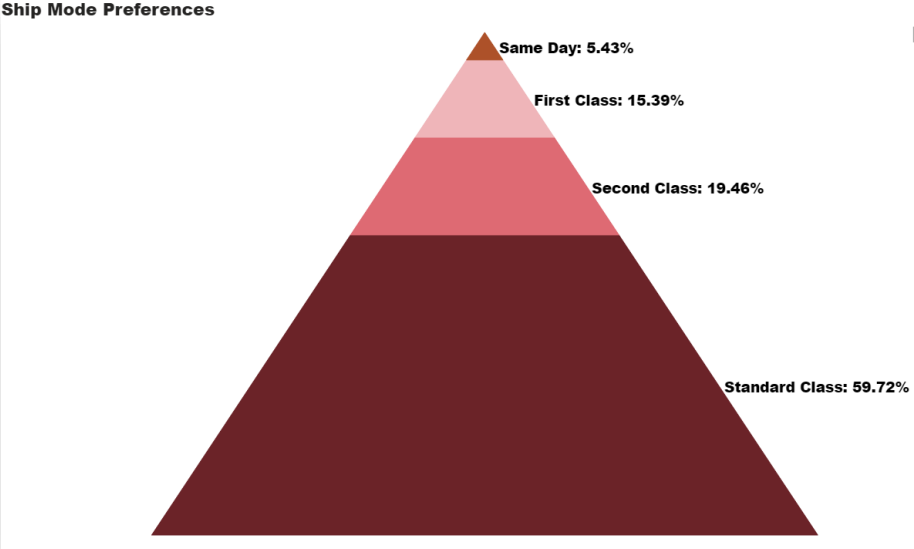 Ship Mode Preferences
Same Day: 5.43%
First Class: 15.39%
Second Class: 19.46%
Standard Class: 59.72%